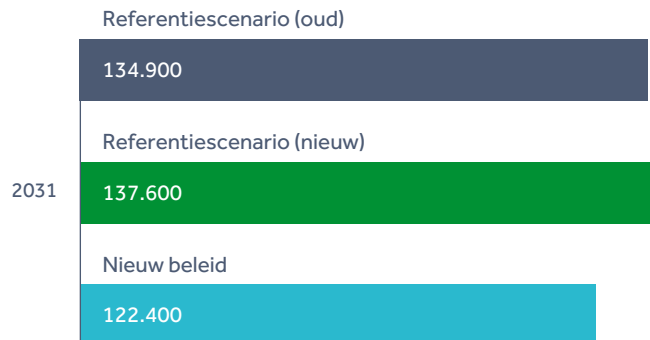 Referentiescenario (oud)
134.900
Referentiescenario (nieuw)
2031
137.600
Nieuw beleid
122.400